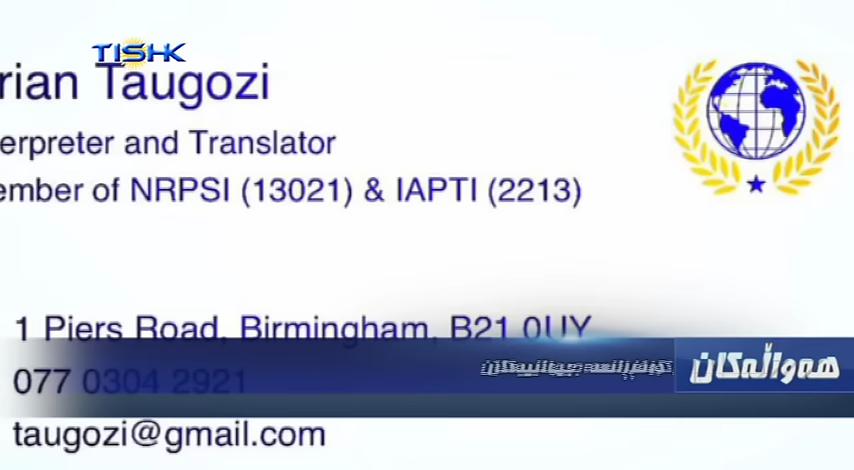 TISHK
rian Taugozi
erpreter and Translator
ember of NRPSI (13021) & IAPTI (2213)
1 Piers Road, Birmingham, B21 0UY
هەواڵەکان
077 0304 2921
taugozi@gmail.com